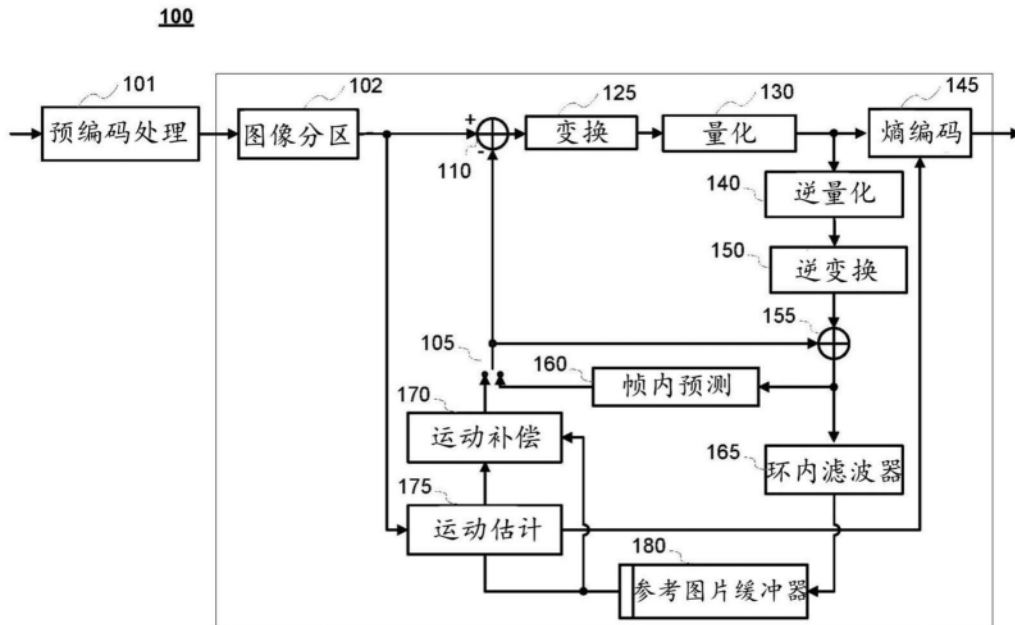 100
101
102
125
130
145
预编码处理
图像分区
+
-
110
变换
量化
熵编码
140
逆量化
150
逆变换
155
105
160
帧内预测
170
运动补偿
165
环内滤波器
175
运动估计
180
参考图片缓冲器